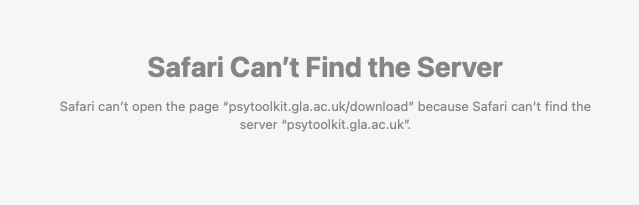 Safari Can’t Find the Server
Safari can’t open the page “psytoolkit.gla.ac.uk/download” because Safari can’t find the
server “psytoolkit.gla.ac.uk”.